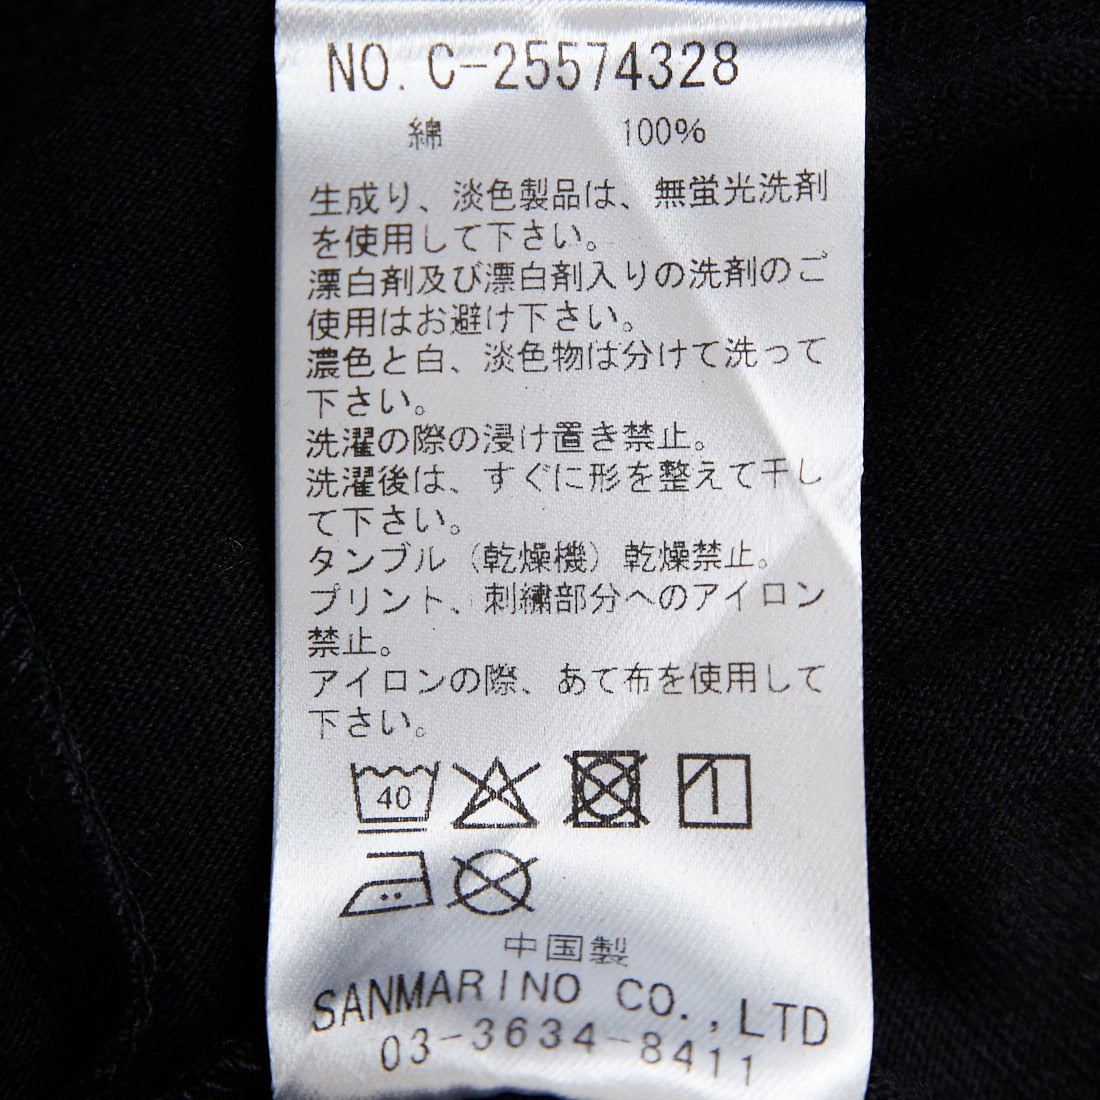 NO. C-25574328
綿 100%
生成り、淡色製品は、無蛍光洗剤
を使用して下さい。
漂白剤及び漂白剤入りの洗剤のご
使用はお避け下さい。
濃色と白、淡色物は分けて洗って
下さい。
洗濯の際の浸け置き禁止。
洗濯後は、すぐに形を整えて干し
て下さい。
タンブル（乾燥機）乾燥禁止。
プリント、刺繍部分へのアイロン
禁止。
アイロンの際、あて布を使用して
下さい。
40
中国製
SANMARINO CO.,LTD
03-3634-8411